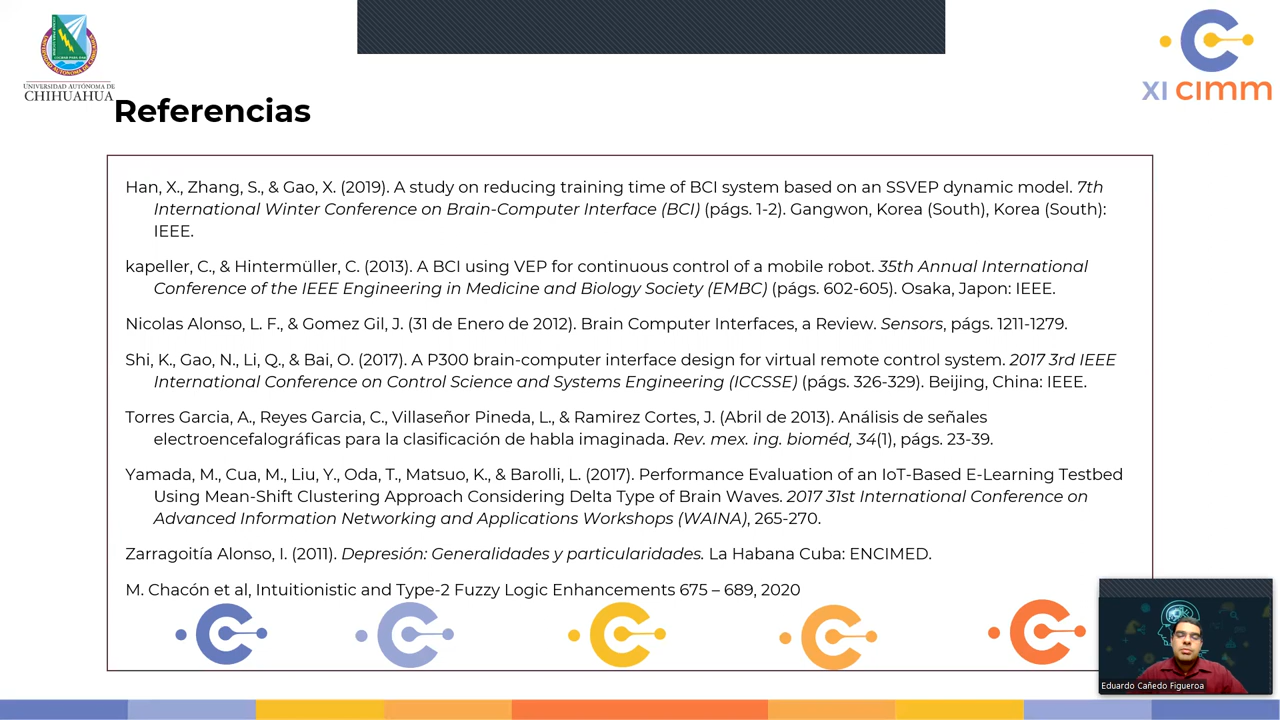 UNIVERSIDAD AUTÓNOMA DE
CHIHUAHUA
XI CIMM
Referencias
Han, X., Zhang, S., & Gao, X. (2019). A study on reducing training time of BCI system based on an SSVEP dynamic model. 7th
International Winter Conference on Brain-Computer Interface (BCI) (págs. 1-2). Gangwon, Korea (South), Korea (South):
IEEE.
kapeller, C., & Hintermüller, C. (2013). A BCI using VEP for continuous control of a mobile robot. 35th Annual International
Conference of the IEEE Engineering in Medicine and Biology Society (EMBC) (págs. 602-605). Osaka, Japon: IEEE.
Nicolas Alonso, L. F., & Gomez Gil, J. (31 de Enero de 2012). Brain Computer Interfaces, a Review. Sensors, págs. 1211-1279.
Shi, K., Gao, N., Li, Q., & Bai, O. (2017). A P300 brain-computer interface design for virtual remote control system. 2017 3rd IEEE
International Conference on Control Science and Systems Engineering (ICCSSE) (págs. 326-329). Beijing, China: IEEE.
Torres Garcia, A., Reyes Garcia, C., Villaseñor Pineda, L., & Ramirez Cortes, J. (Abril de 2013). Análisis de señales
electroencefalográficas para la clasificación de habla imaginada. Rev. mex. ing. bioméd, 34(1), págs. 23-39.
Yamada, M., Cua, M., Liu, Y., Oda, T., Matsuo, K., & Barolli, L. (2017). Performance Evaluation of an IoT-Based E-Learning Testbed
Using Mean-Shift Clustering Approach Considering Delta Type of Brain Waves. 2017 31st International Conference on
Advanced Information Networking and Applications Workshops (WAINA), 265-270.
Zarragoitía Alonso, I. (2011). Depresión: Generalidades y particularidades. La Habana Cuba: ENCIMED.
M. Chacón et al, Intuitionistic and Type-2 Fuzzy Logic Enhancements 675 – 689, 2020
Eduardo Cañedo Figueroa